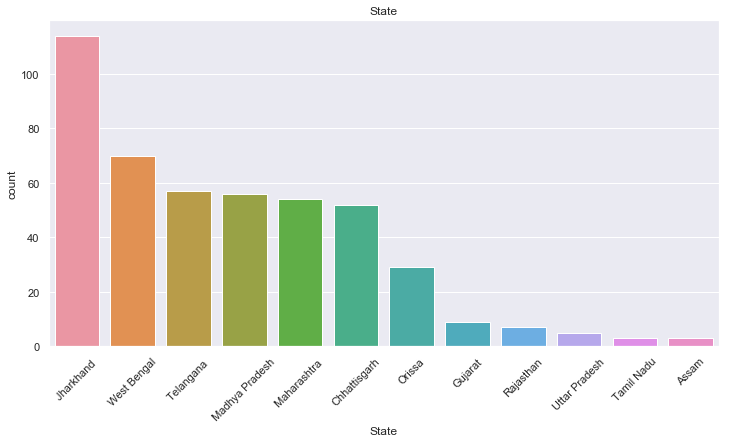 State
100
80
60
40
20
0
count
Jharkhand
West Bengal
Telangana
Madhya Pradesh
Maharashtra
Chhattisgarh
Orissa
Gujarat
Rajasthan
Uttar Pradesh
Tamil Nadu
Assam
State